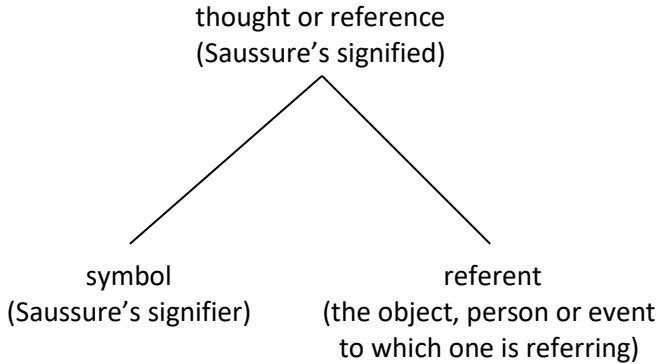 thought or reference
(Saussure’s signified)
symbol
(Saussure’s signifier)
referent
(the object, person or event
to which one is referring)